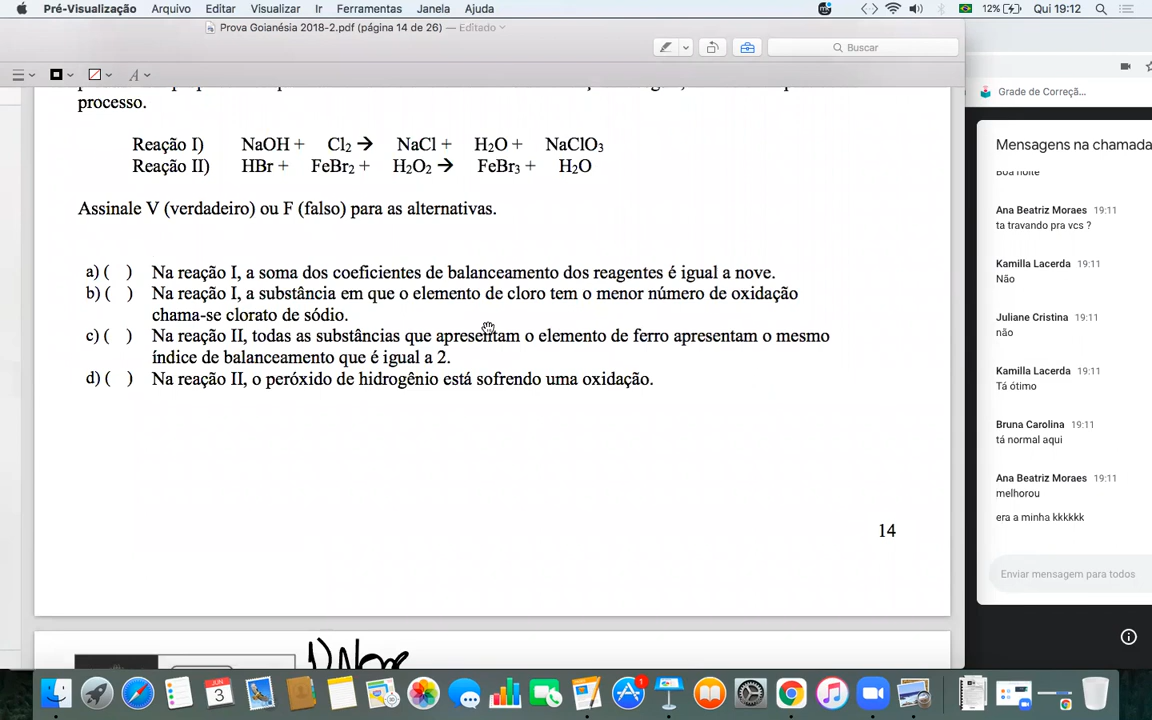 Pré-Visualização Arquivo Editar Visualizar Ir Ferramentas Janela Ajuda 12% Qui 19:12
Prova Goianésia 2018-2.pdf (página 14 de 26) — Editado
Buscar
A
Grade de Correçã...
processo.
Reação I) NaOH + Cl₂ → NaCl + H₂O + NaClO₃
Reação II) HBr + FeBr₂ + H₂O₂ → FeBr₃ + H₂O
Assinale V (verdadeiro) ou F (falso) para as alternativas.
a) ( ) Na reação I, a soma dos coeficientes de balanceamento dos reagentes é igual a nove.
b) ( ) Na reação I, a substância em que o elemento de cloro tem o menor número de oxidação
chama-se clorato de sódio.
c) ( ) Na reação II, todas as substâncias que apresentam o elemento de ferro apresentam o mesmo
índice de balanceamento que é igual a 2.
d) ( ) Na reação II, o peróxido de hidrogênio está sofrendo uma oxidação.
14
Mensagens na chamada
Boa noite
Ana Beatriz Moraes 19:11
ta travando pra vcs ?
Kamilla Lacerda 19:11
Não
Juliane Cristina 19:11
não
Kamilla Lacerda 19:11
Tá ótimo
Bruna Carolina 19:11
tá normal aqui
Ana Beatriz Moraes 19:11
melhorou
era a minha kkkkkk
Enviar mensagem para todos
JUN
3
1